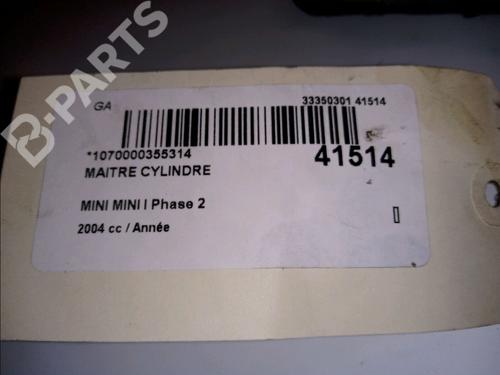 B-PARTS
GA 33350301 41514
*1070000355314 41514
MAITRE CYLINDRE
MINI MINI I Phase 2
2004 cc / Année